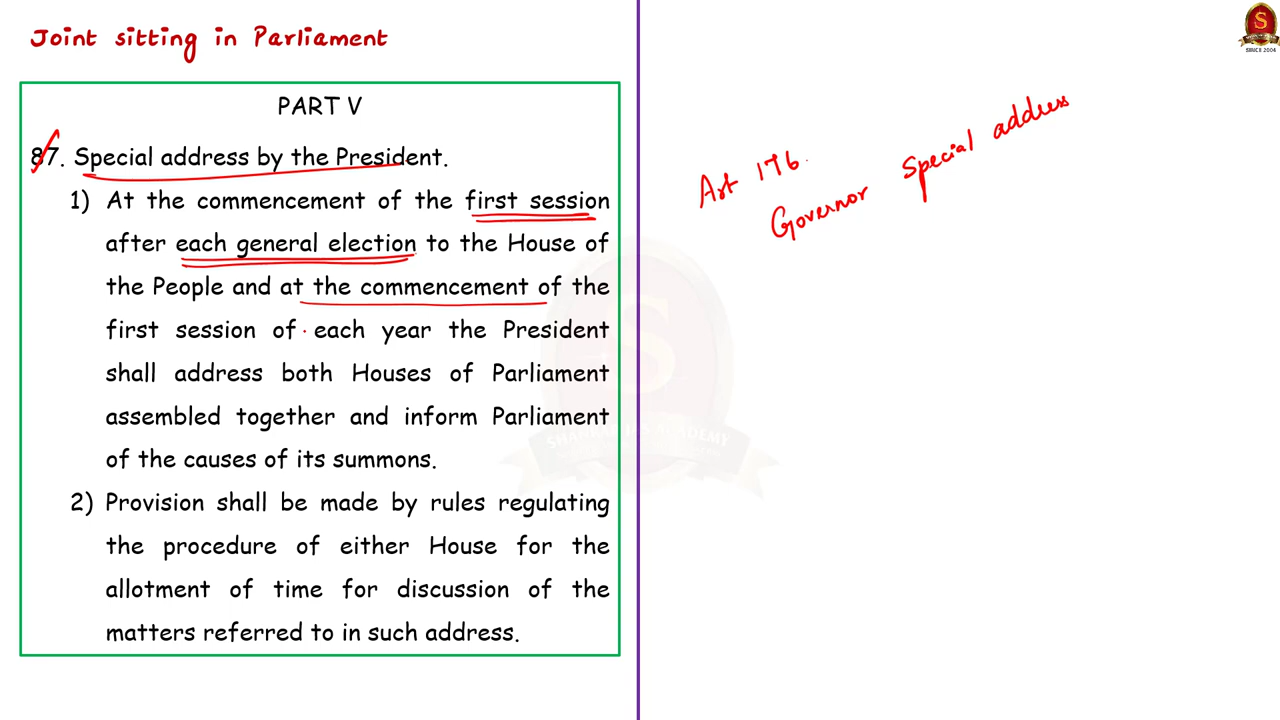 Joint sitting in Parliament
PART V
87. Special address by the President.
1) At the commencement of the first session
after each general election to the House of
the People and at the commencement of the
first session of each year the President
shall address both Houses of Parliament
assembled together and inform Parliament
of the causes of its summons.
2) Provision shall be made by rules regulating
the procedure of either House for the
allotment of time for discussion of the
matters referred to in such address.
Art 176
Governor Special address
S
SINCE 2004